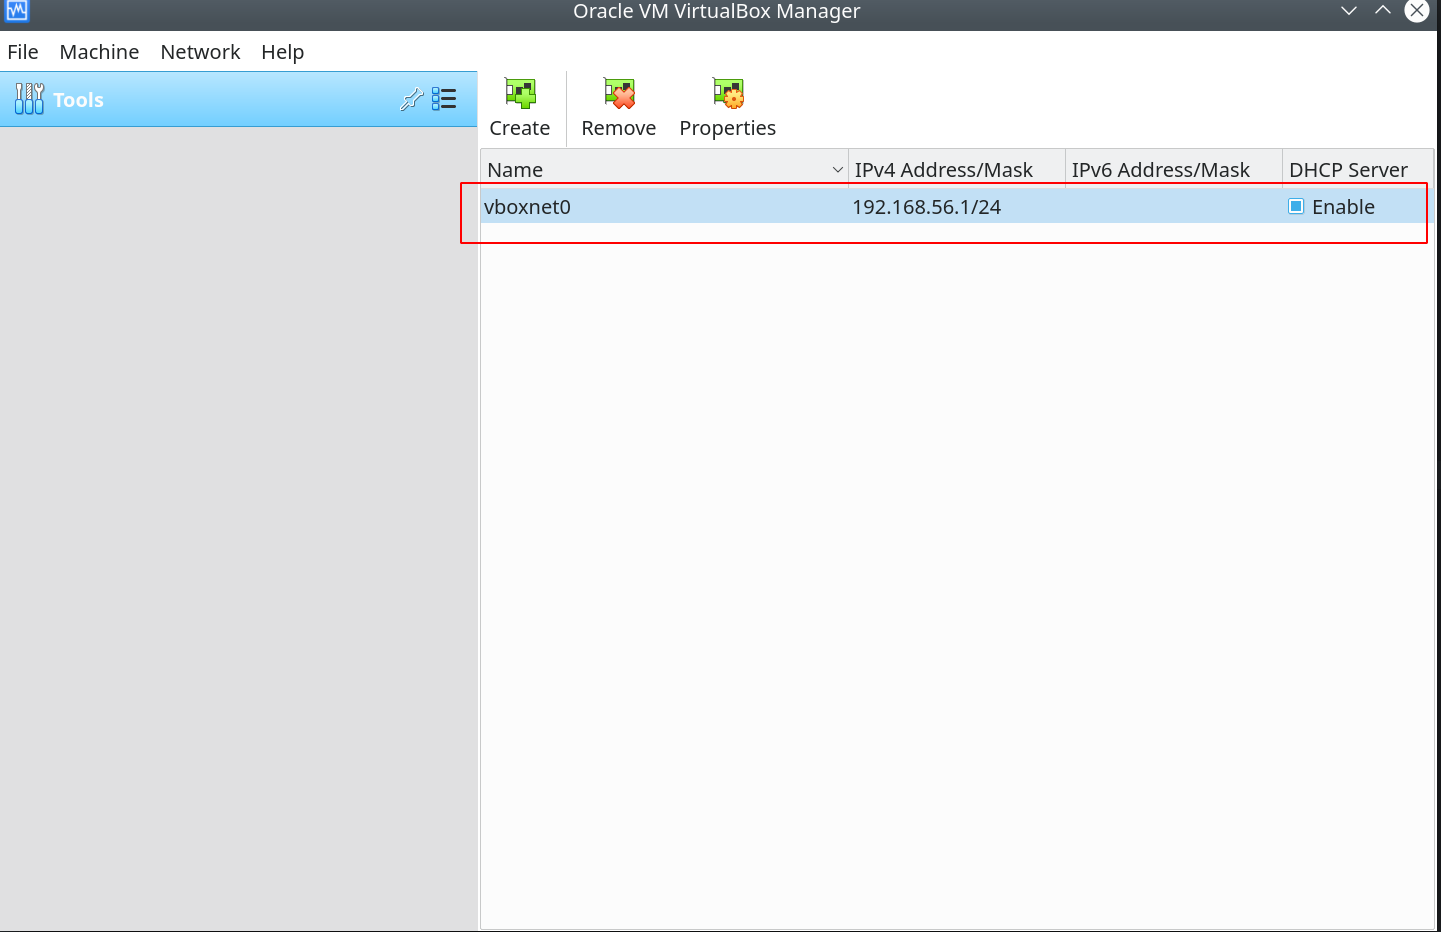 Oracle VM VirtualBox Manager
File Machine Network Help
Tools
Create Remove Properties
Name IPv4 Address/Mask IPv6 Address/Mask DHCP Server
vboxnet0 192.168.56.1/24 Enable